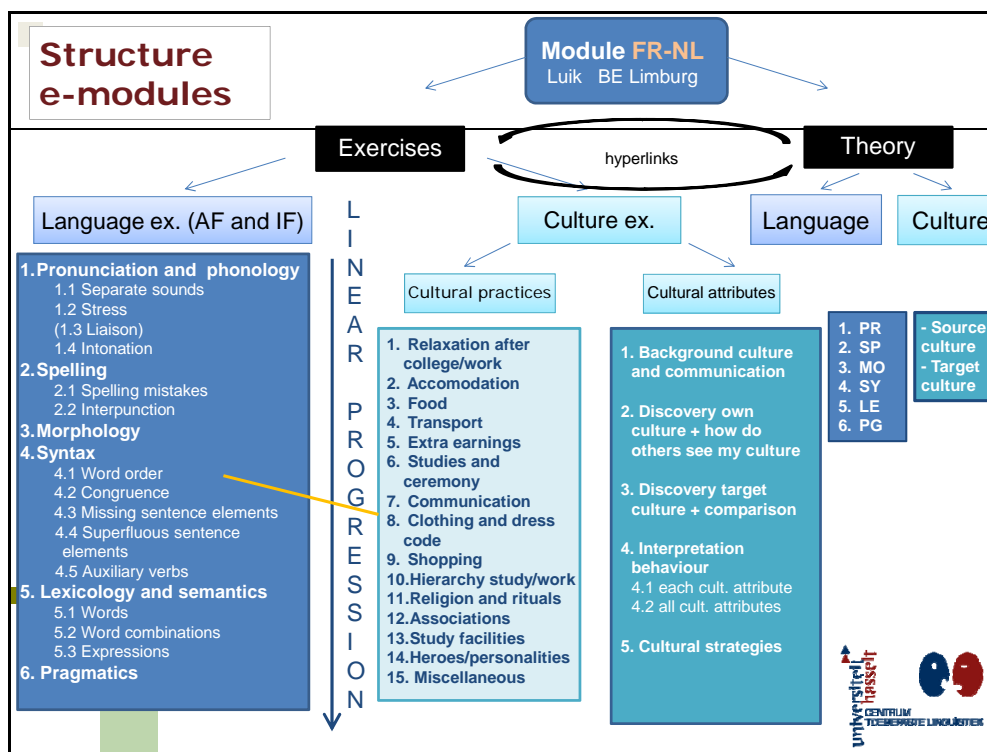 Structure
e-modules
Module FR-NL
Luik BE Limburg
Exercises
hyperlinks
Theory
Language ex. (AF and IF)
Culture ex.
Language
Culture
1.Pronunciation and phonology
1.1 Separate sounds
1.2 Stress
(1.3 Liaison)
1.4 Intonation
2.Spelling
2.1 Spelling mistakes
2.2 Interpunction
3.Morphology
4.Syntax
4.1 Word order
4.2 Congruence
4.3 Missing sentence elements
4.4 Superfluous sentence
elements
4.5 Auxiliary verbs
5. Lexicology and semantics
5.1 Words
5.2 Word combinations
5.3 Expressions
6. Pragmatics
LINEAR PROGRESSION
Cultural practices
1. Relaxation after
college/work
2. Accomodation
3. Food
4. Transport
5. Extra earnings
6. Studies and
ceremony
7. Communication
8. Clothing and dress
code
9. Shopping
10.Hierarchy study/work
11.Religion and rituals
12.Associations
13.Study facilities
14.Heroes/personalities
15. Miscellaneous
Cultural attributes
1. Background culture
and communication
2. Discovery own
culture + how do
others see my culture
3. Discovery target
culture + comparison
4. Interpretation
behaviour
4.1 each cult. attribute
4.2 all cult. attributes
5. Cultural strategies
1. PR
2. SP
3. MO
4. SY
5. LE
6. PG
- Source
culture
- Target
culture
universiteit
hasselt
CENTRUM
TOEGEPASTE LINGUÏSTIEK